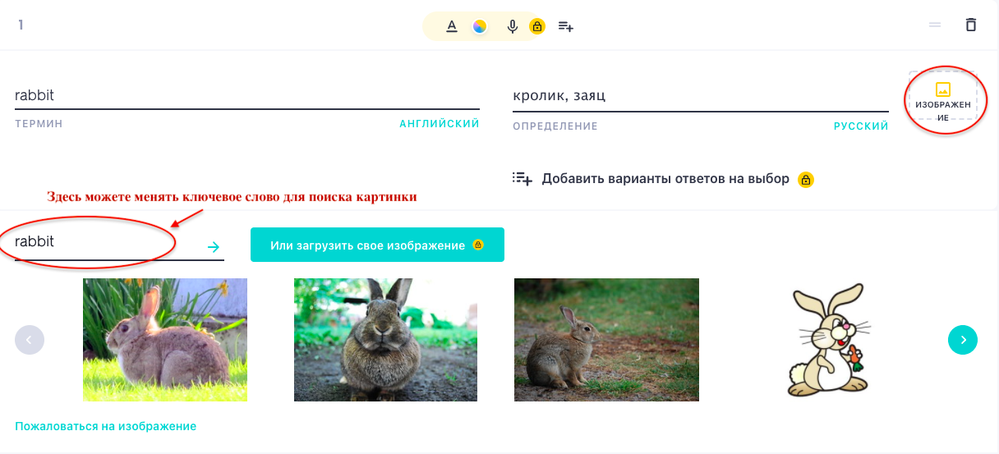 1
A
rabbit
кролик, заяц
ИЗОБРАЖЕН
ИЕ
ТЕРМИН
АНГЛИЙСКИЙ
ОПРЕДЕЛЕНИЕ
РУССКИЙ
Добавить варианты ответов на выбор
Здесь можете менять ключевое слово для поиска картинки
rabbit
Или загрузить свое изображение
Пожаловаться на изображение